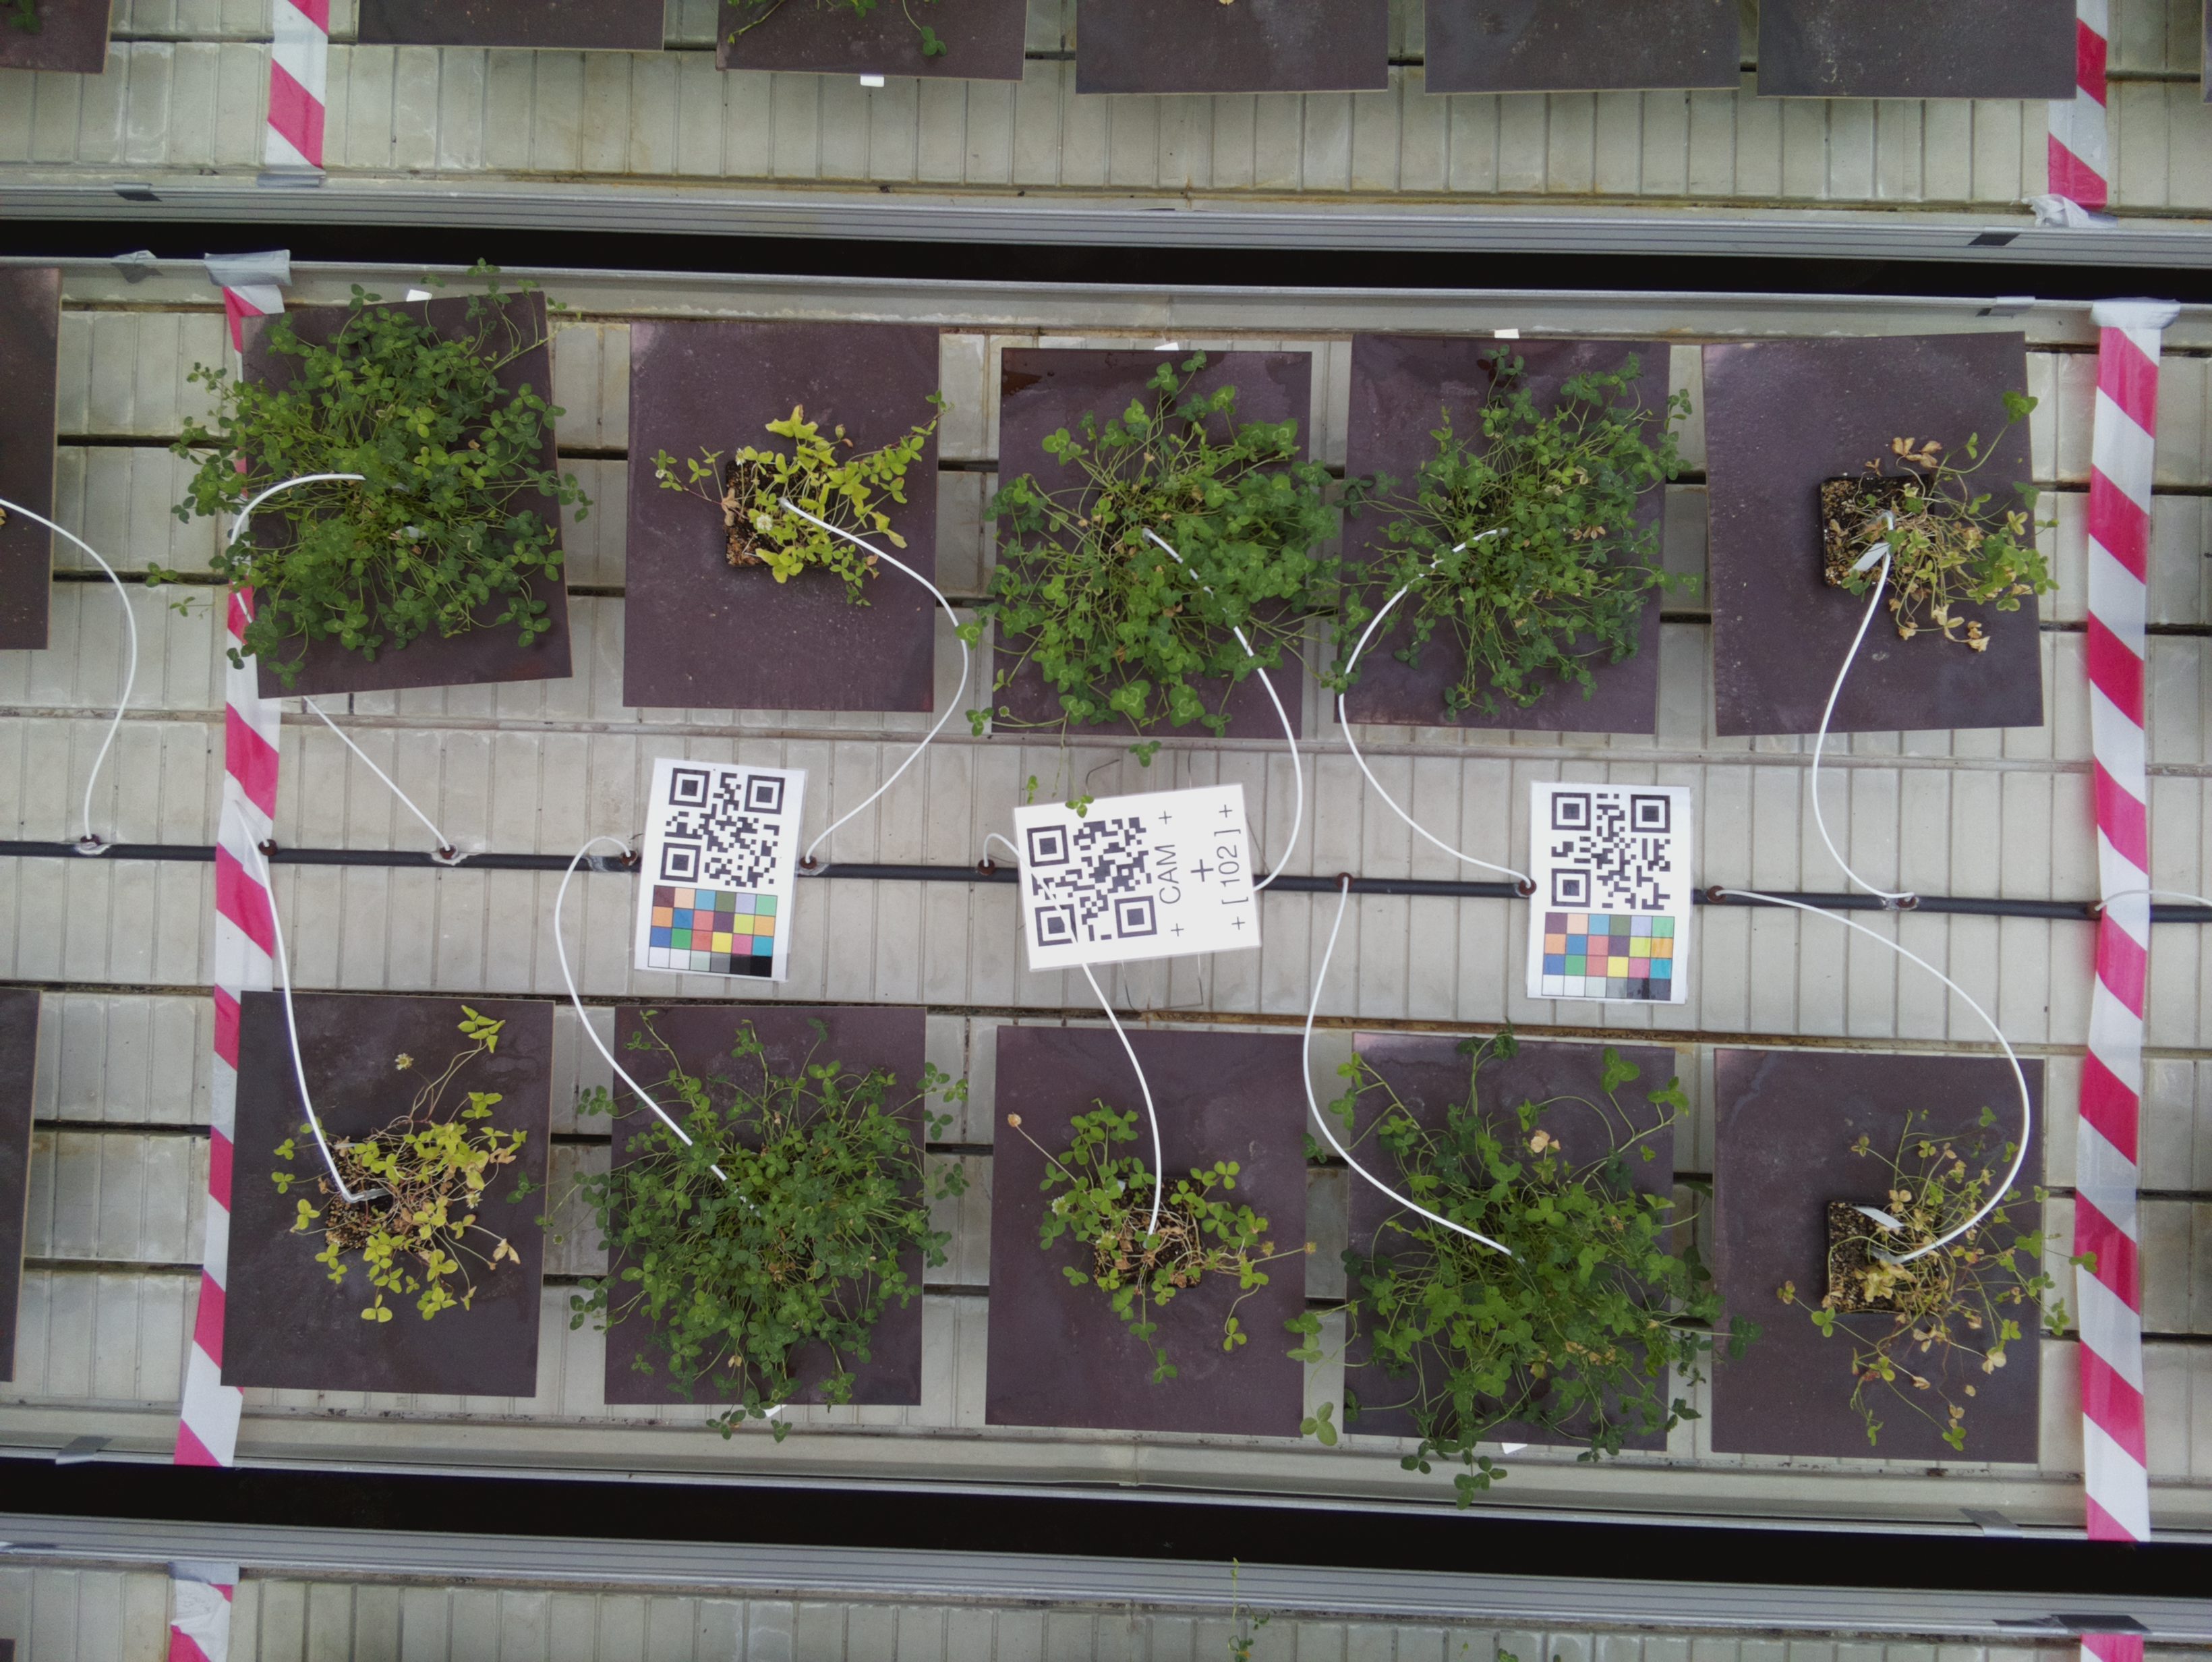 + CAM +
+
+ [ 102 ] +